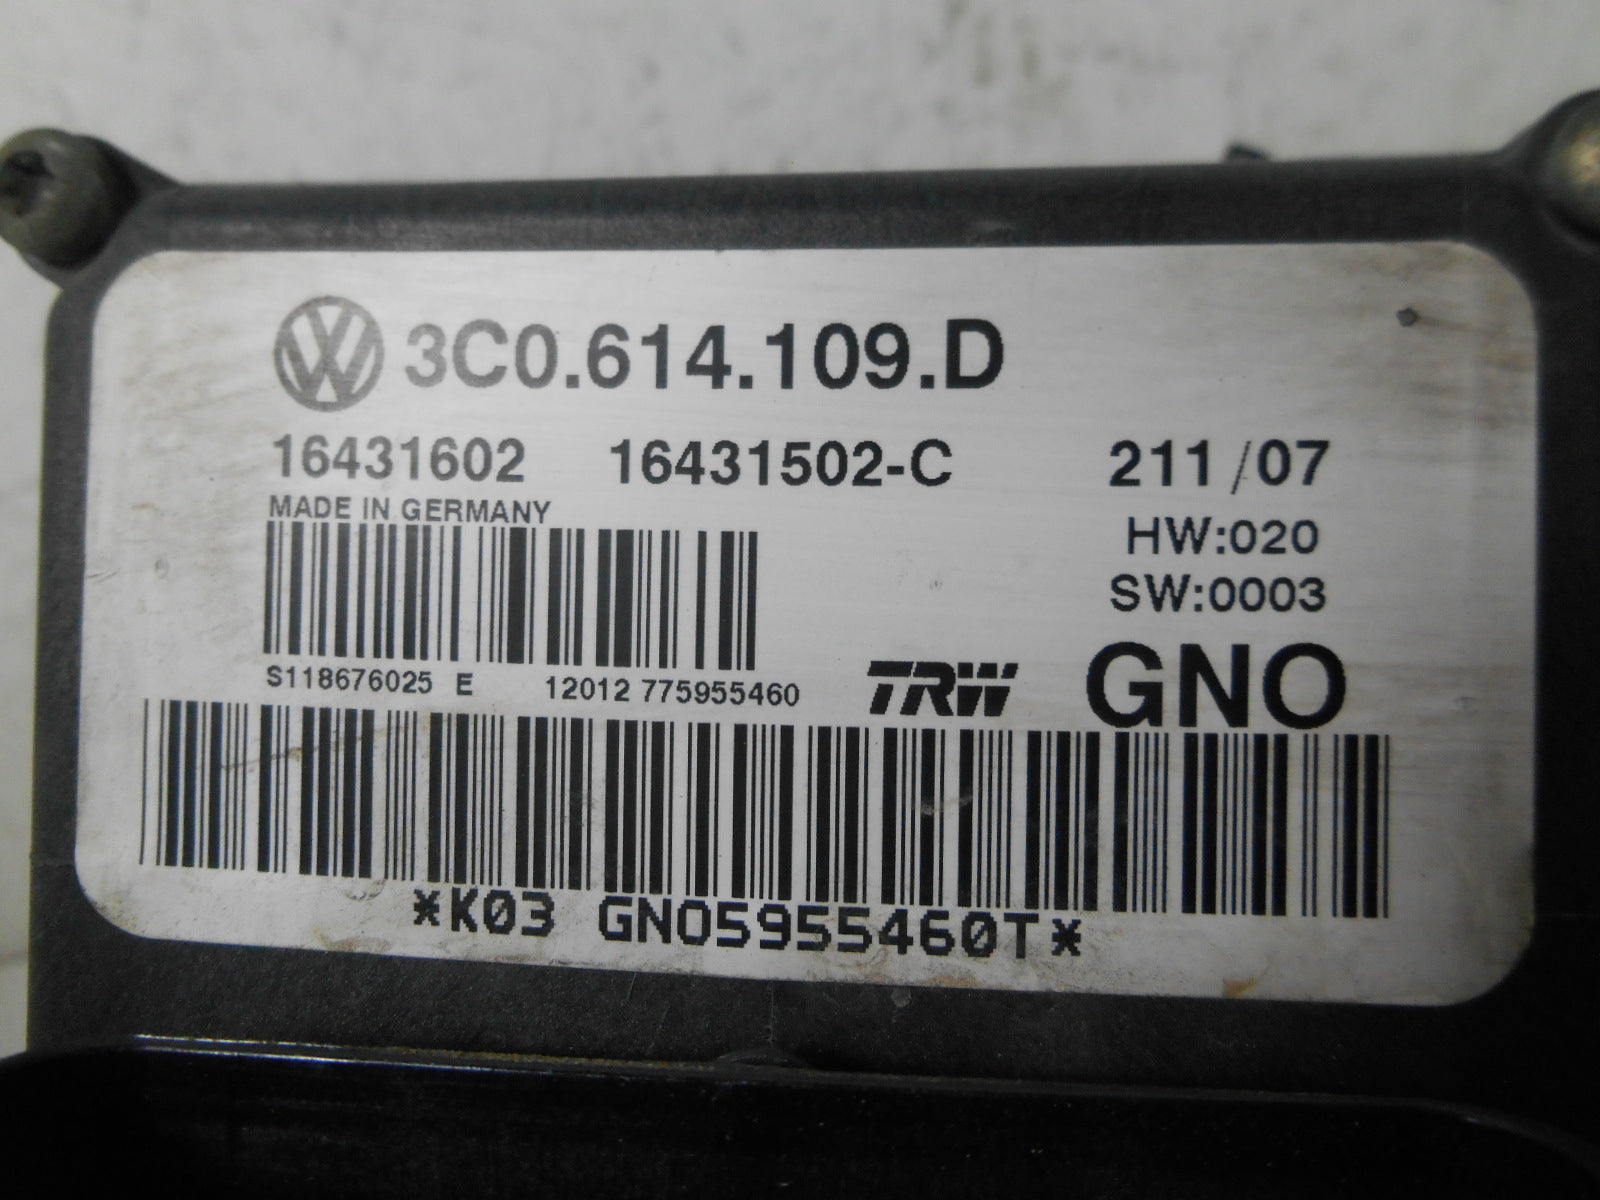 3C0.614.109.D
16431602 16431502-C 211/07
MADE IN GERMANY
HW:020
SW:0003
S118676025 E 12012 775955460
TRW GNO
*K03 GNO5955460T*